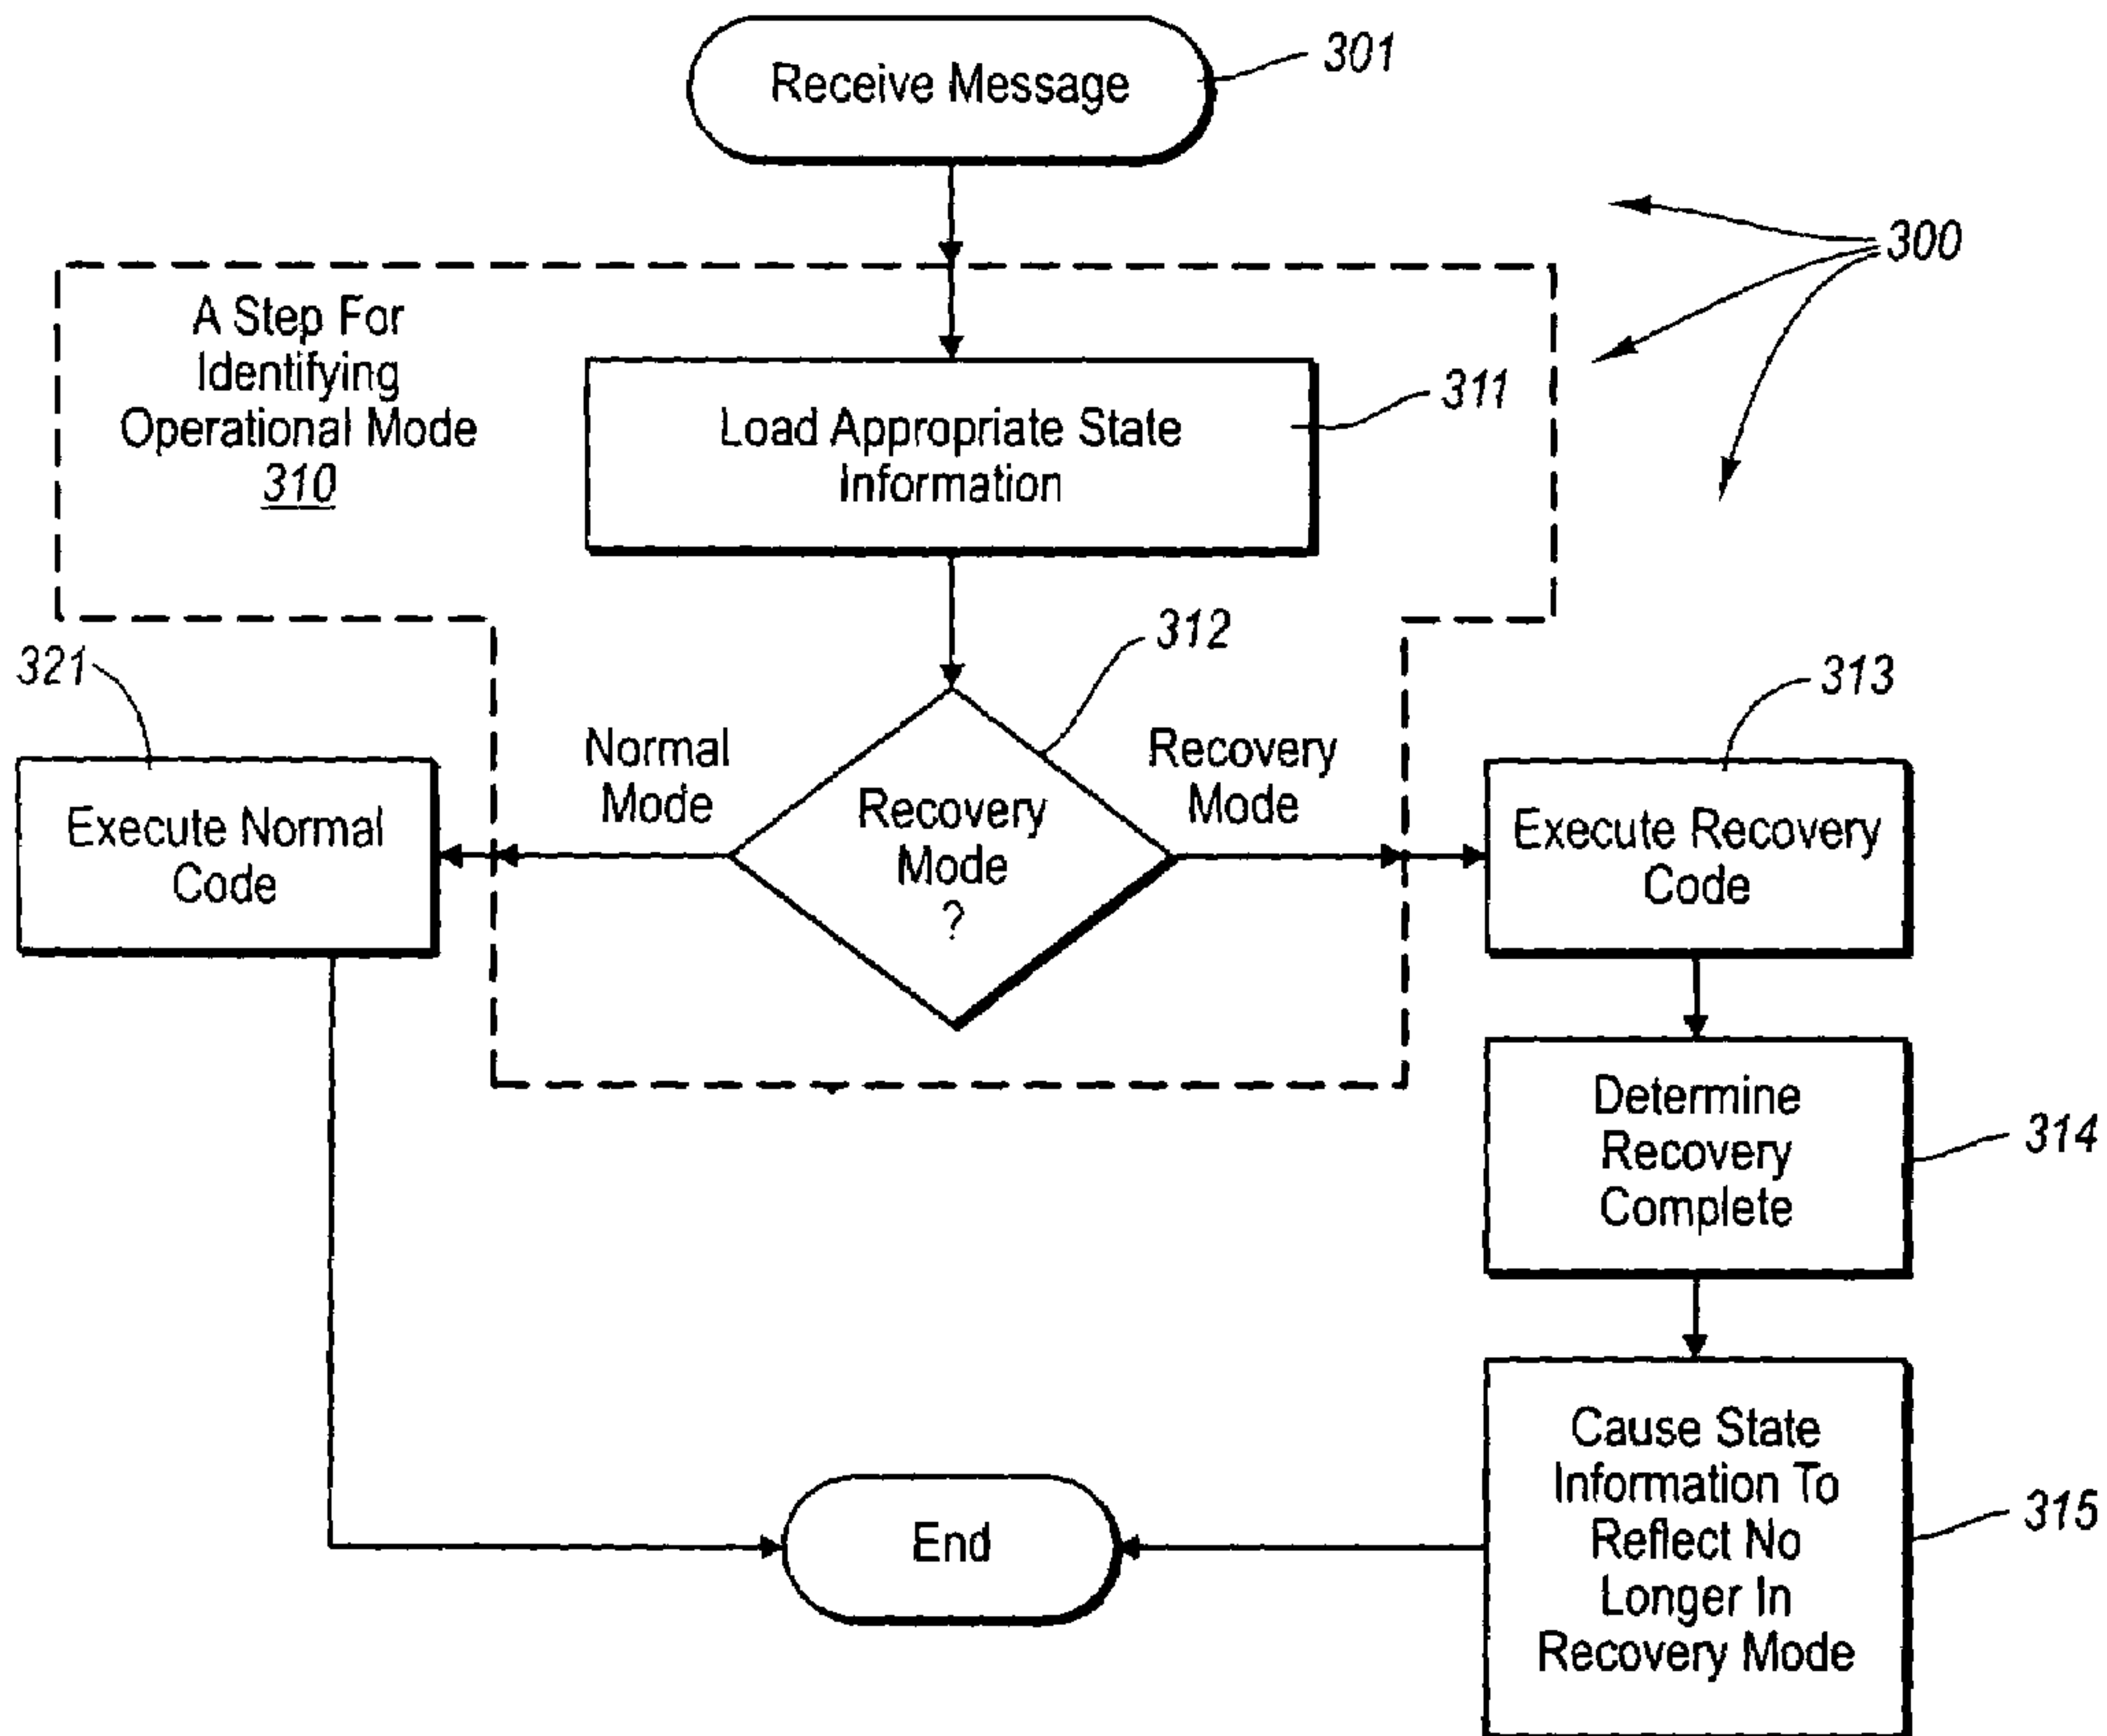 Receive Message
301
300
A Step For
Identifying
Operational Mode
310
Load Appropriate State
Information
311
312
321
Normal
Mode
Recovery
Mode
?
Recovery
Mode
313
Execute Normal
Code
Execute Recovery
Code
Determine
Recovery
Complete
314
Cause State
Information To
Reflect No
Longer In
Recovery Mode
315
End